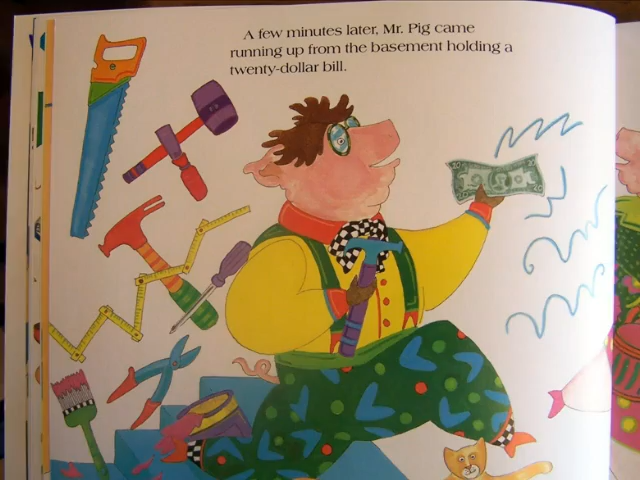 A few minutes later, Mr. Pig came
running up from the basement holding a
twenty-dollar bill.